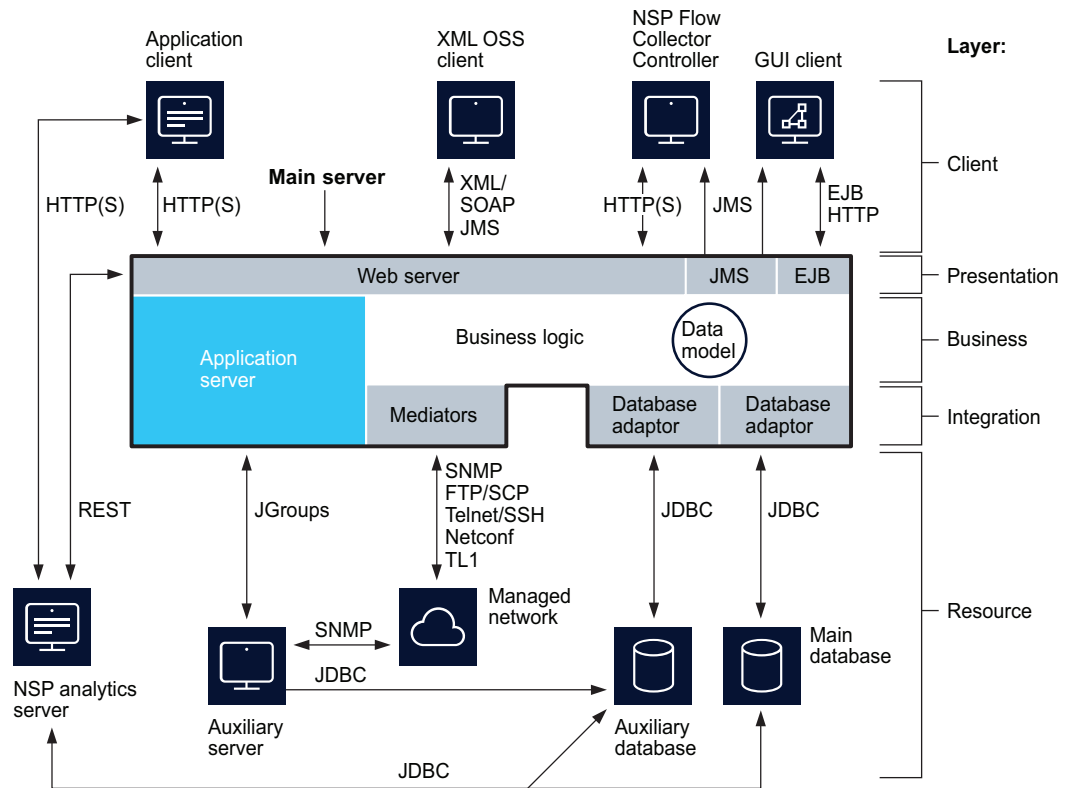 Application
client
XML OSS
client
NSP Flow
Collector
Controller
GUI client
Layer:
Client
HTTP(S)
HTTP(S)
Main server
XML/
SOAP
JMS
HTTP(S)
JMS
EJB
HTTP
Web server
JMS
EJB
Presentation
Application
server
Business logic
Data
model
Business
Mediators
Database
adaptor
Database
adaptor
Integration
REST
JGroups
SNMP
FTP/SCP
Telnet/SSH
Netconf
TL1
JDBC
JDBC
Resource
NSP analytics
server
SNMP
Managed
network
JDBC
Auxiliary
server
Auxiliary
database
Main
database
JDBC